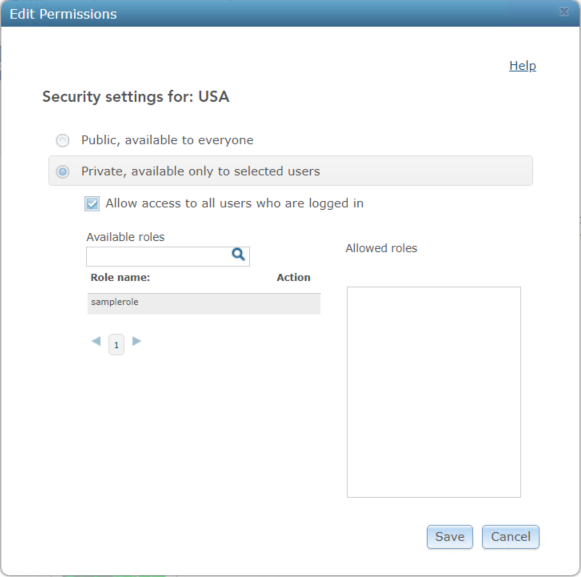 Edit Permissions
x
Help
Security settings for: USA
Public, available to everyone
Private, available only to selected users
Allow access to all users who are logged in
Available roles
Allowed roles
Role name: Action
samplerole
1
Save Cancel